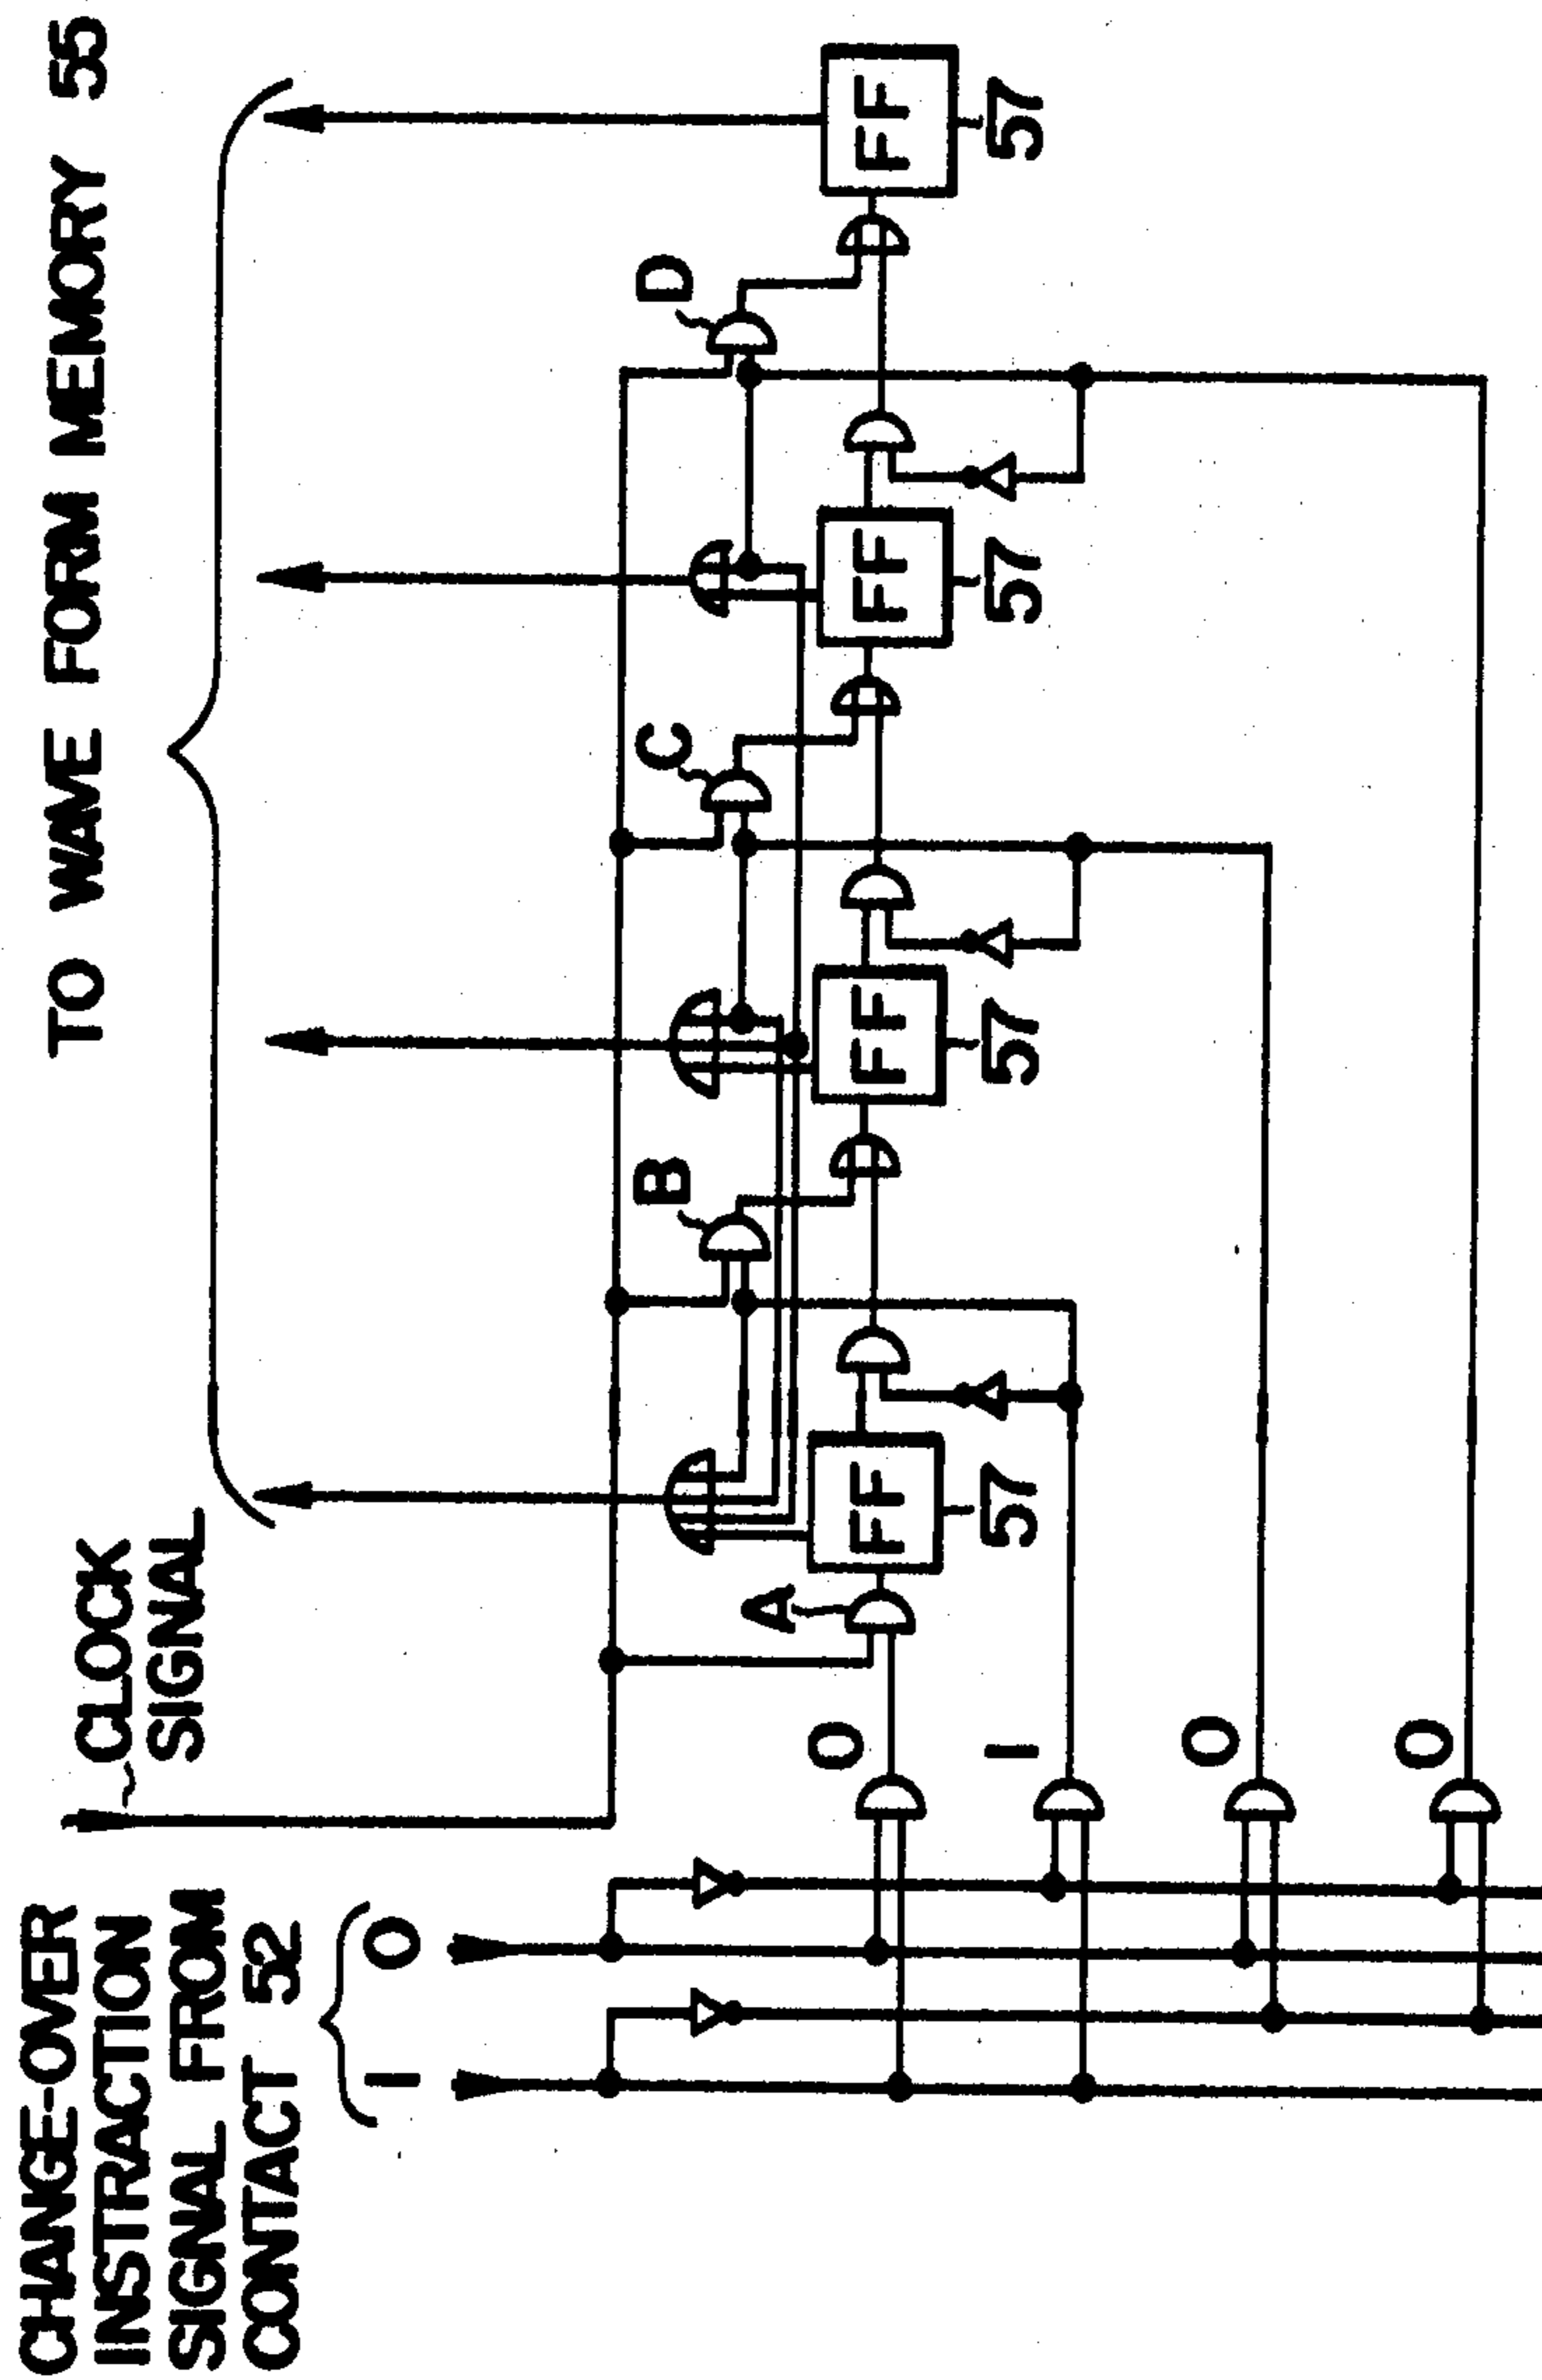 CHANGE-OVER
INSTRACTION
SIGNAL FROM
CONTACT 52
1 0
CLOCK
SIGNAL
TO WAVE FORM MEMORY 55
A
B
C
D
FF
57
FF
57
FF
57
FF
57
0
1
0
0